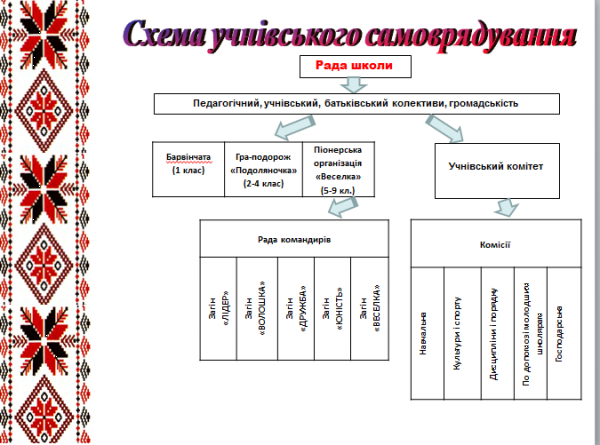 Схема учнівського самоврядування
Рада школи
Педагогічний, учнівський, батьківський колективи, громадськість
Барвінчата
(1 клас)
Гра-подорож
«Подоляночка»
(2-4 клас)
Піонерська
організація
«Веселка»
(5-9 кл.)
Учнівський комітет
Рада командирів
Загін
«ЛІДЕР»
Загін
«ВОЛОШКА»
Загін
«ДРУЖБА»
Загін
«ЮНІСТЬ»
Загін
«ВЕСЕЛКА»
Комісії
Навчальна
Культури і спорту
Дисципліни і порядку
По допомозі молодших
школярів
Господарська